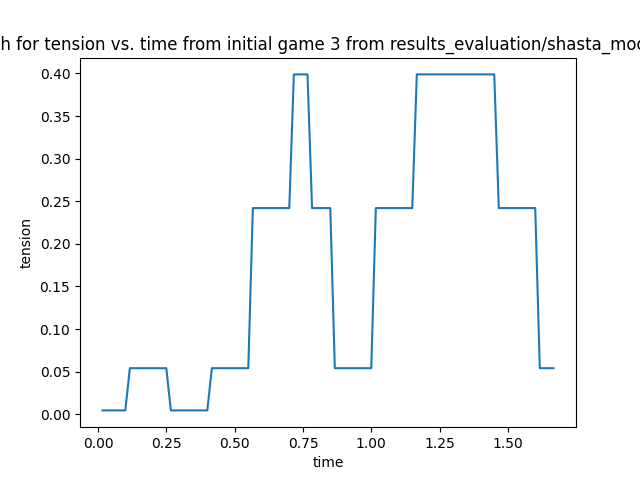 h for tension vs. time from initial game 3 from results_evaluation/shasta_mo
0.40
0.35
0.30
0.25
0.20
0.15
0.10
0.05
0.00
tension
0.00 0.25 0.50 0.75 1.00 1.25 1.50
time